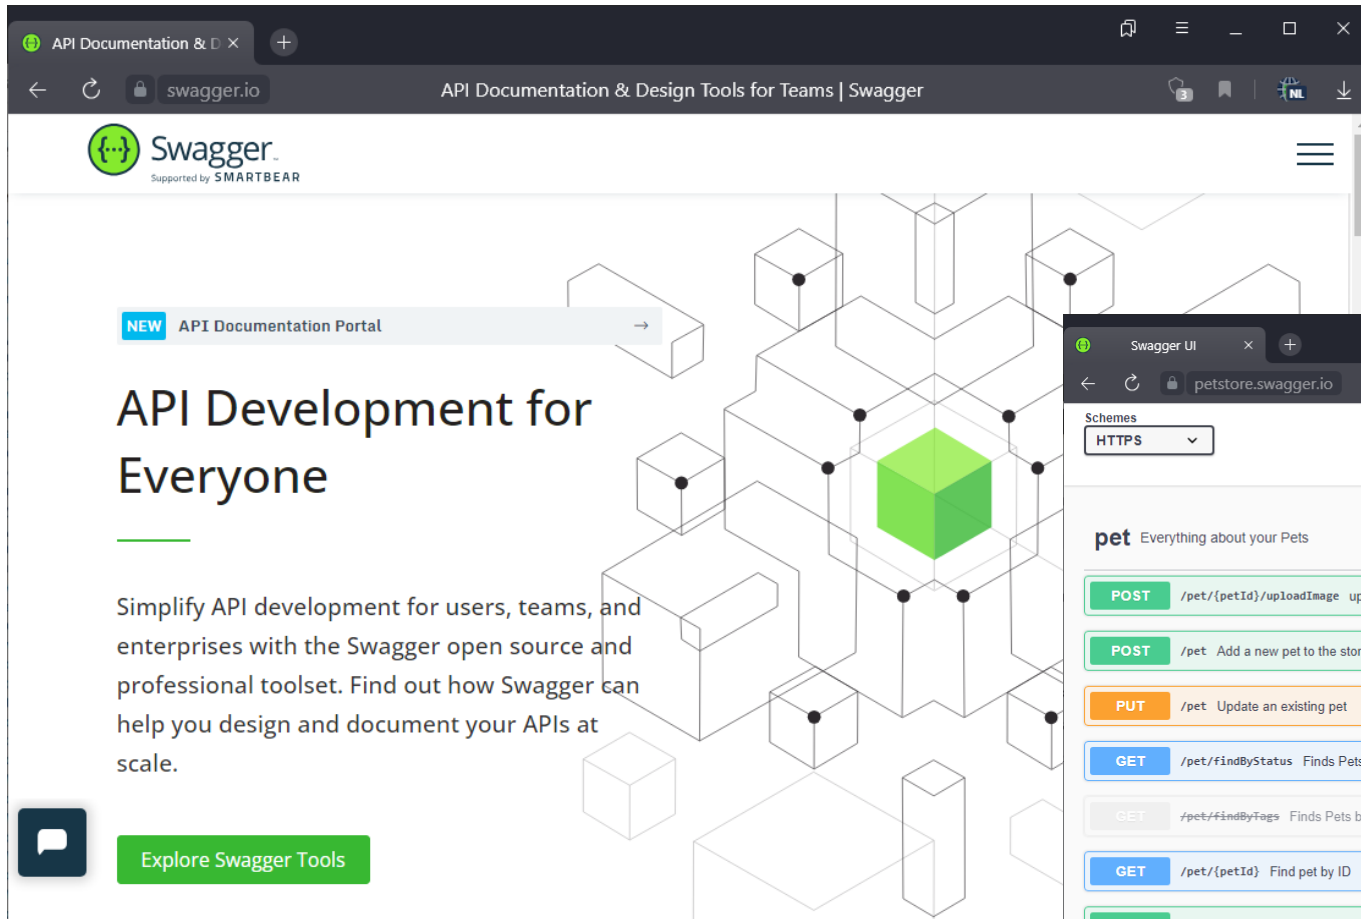 API Documentation & D
swagger.io
API Documentation & Design Tools for Teams | Swagger
3
NL
{···}
Swagger
Supported by SMARTBEAR
NEW API Documentation Portal →
API Development for
Everyone
Simplify API development for users, teams, and
enterprises with the Swagger open source and
professional toolset. Find out how Swagger can
help you design and document your APIs at
scale.
Explore Swagger Tools
Swagger UI
petstore.swagger.io
Schemes
HTTPS
pet Everything about your Pets
POST /pet/{petId}/uploadImage up
POST /pet Add a new pet to the stor
PUT /pet Update an existing pet
GET /pet/findByStatus Finds Pets
GET /pet/findByTags Finds Pets b
GET /pet/{petId} Find pet by ID